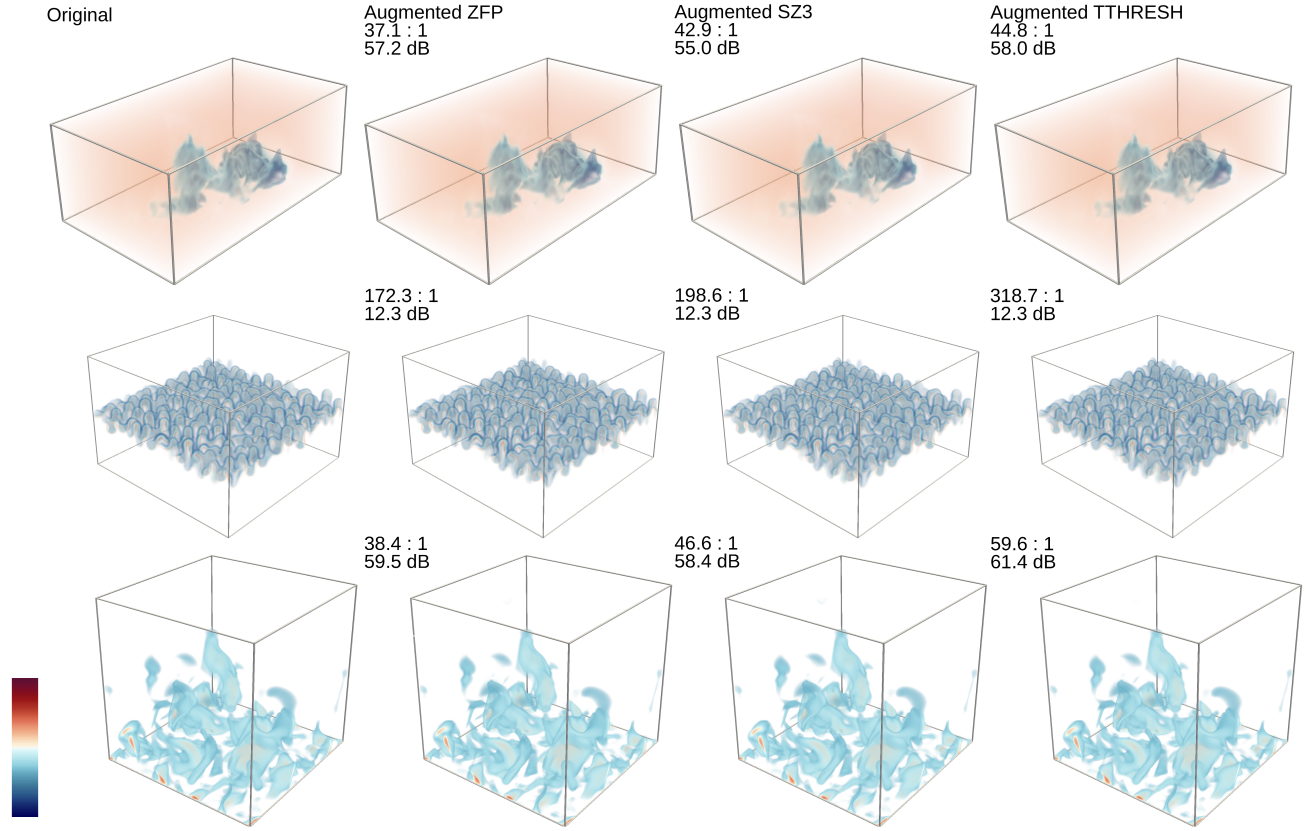 Original
Augmented ZFP
37.1 : 1
57.2 dB
Augmented SZ3
42.9 : 1
55.0 dB
Augmented TTHRESH
44.8 : 1
58.0 dB
172.3 : 1
12.3 dB
198.6 : 1
12.3 dB
318.7 : 1
12.3 dB
38.4 : 1
59.5 dB
46.6 : 1
58.4 dB
59.6 : 1
61.4 dB